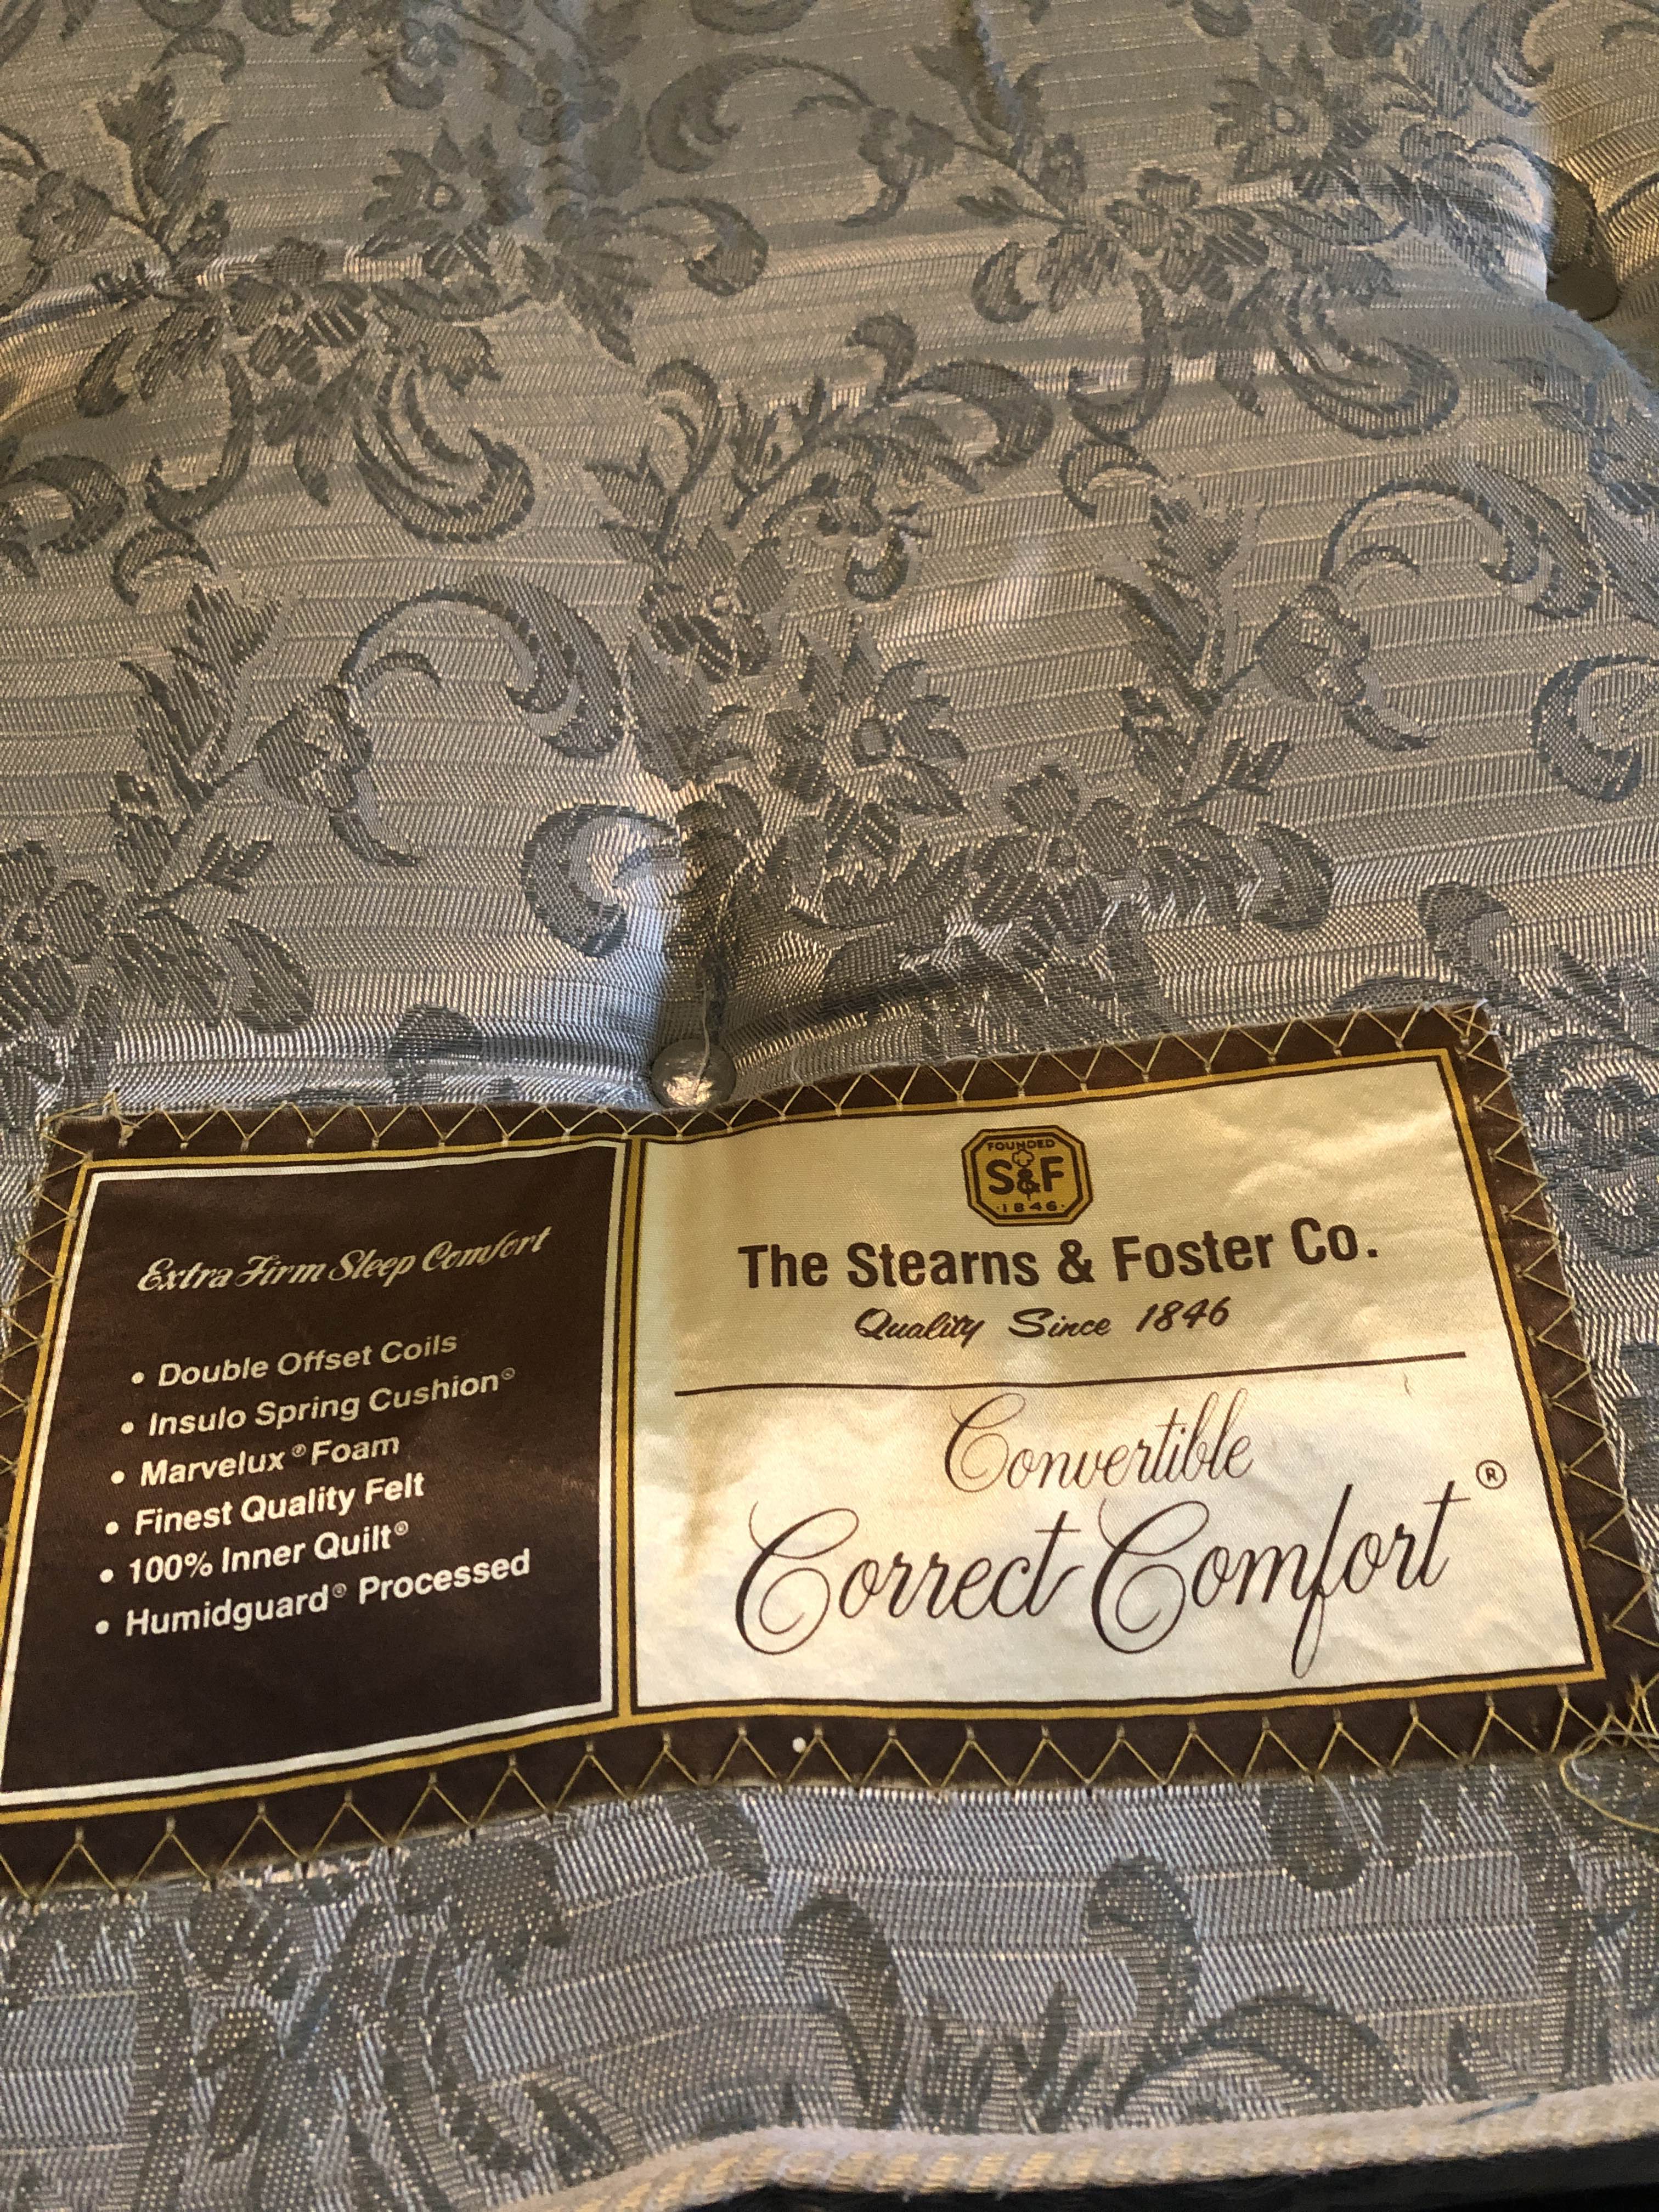 Extra Firm Sleep Comfort
• Double Offset Coils
• Insulo Spring Cushion®
• Marvelux® Foam
• Finest Quality Felt
• 100% Inner Quilt®
• Humidguard® Processed
FOUNDED
S&F
·1846·
The Stearns & Foster Co.
Quality Since 1846
Convertible
Correct Comfort®